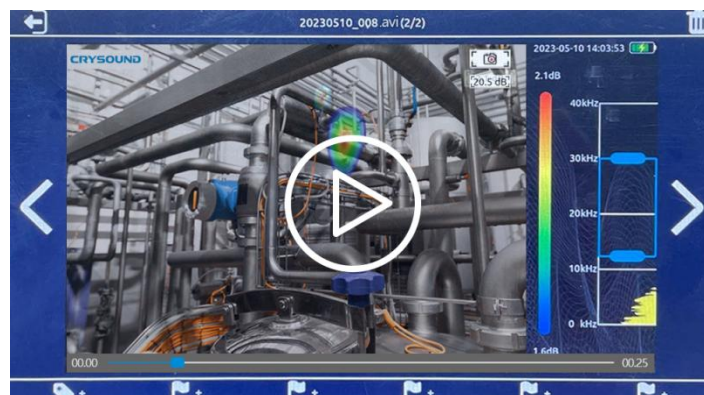 20230510_008.avi(2/2)
CRYSOUND
20.5 dB
2023-05-10 14:03:53
2.1dB
40kHz
30kHz
20kHz
10kHz
0 kHz
1.6dB
00.00
00.25